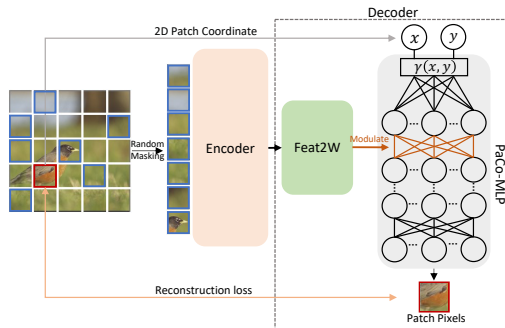 Decoder
2D Patch Coordinate
x
y
γ(x, y)
Random
Masking
Encoder
Feat2W
Modulate
PaCo-MLP
Reconstruction loss
Patch Pixels